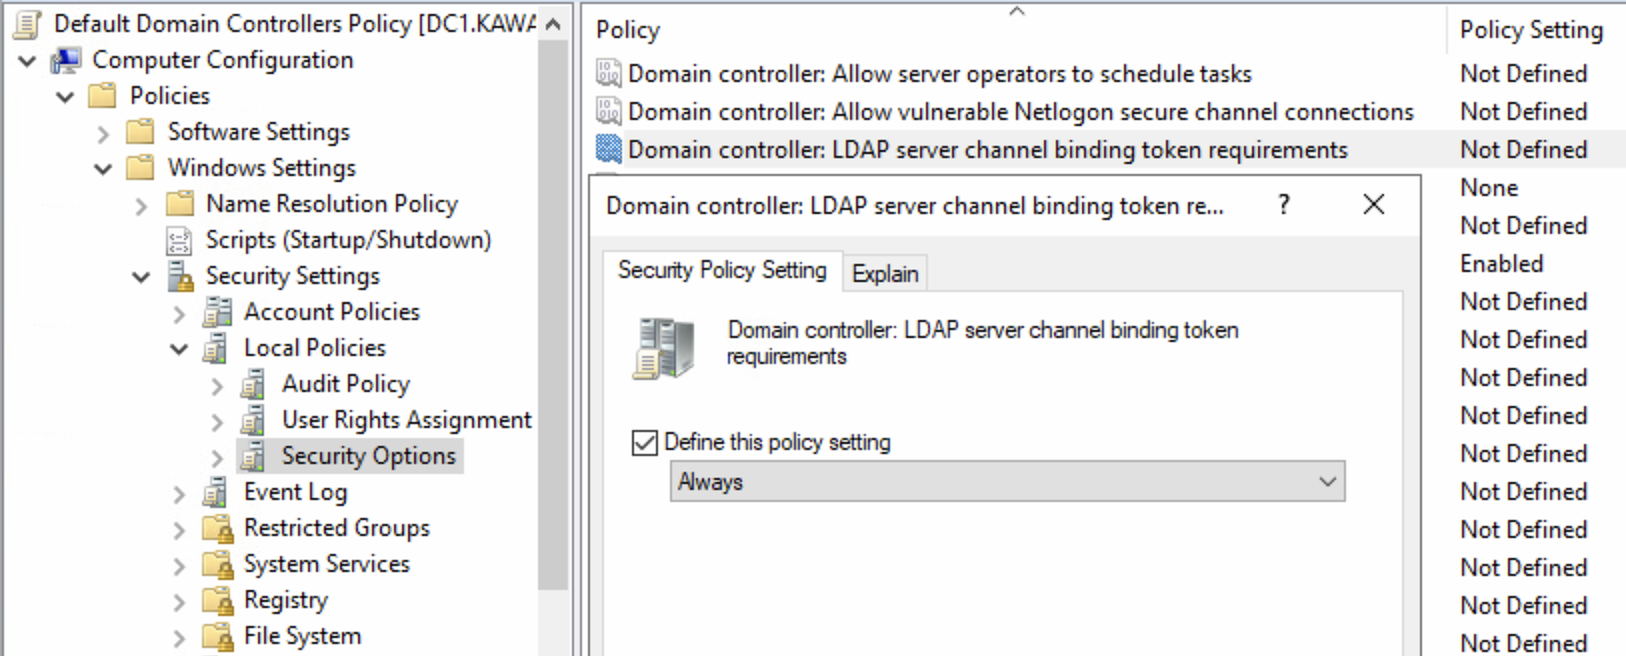 Default Domain Controllers Policy [DC1.KAWA
Computer Configuration
Policies
Software Settings
Windows Settings
Name Resolution Policy
Scripts (Startup/Shutdown)
Security Settings
Account Policies
Local Policies
Audit Policy
User Rights Assignment
Security Options
Event Log
Restricted Groups
System Services
Registry
File System
Policy Policy Setting
Domain controller: Allow server operators to schedule tasks Not Defined
Domain controller: Allow vulnerable Netlogon secure channel connections Not Defined
Domain controller: LDAP server channel binding token requirements Not Defined
None
Not Defined
Enabled
Not Defined
Not Defined
Not Defined
Not Defined
Not Defined
Not Defined
Not Defined
Not Defined
Not Defined
Not Defined
Domain controller: LDAP server channel binding token re... ?
Security Policy Setting Explain
Domain controller: LDAP server channel binding token
requirements
Define this policy setting
Always